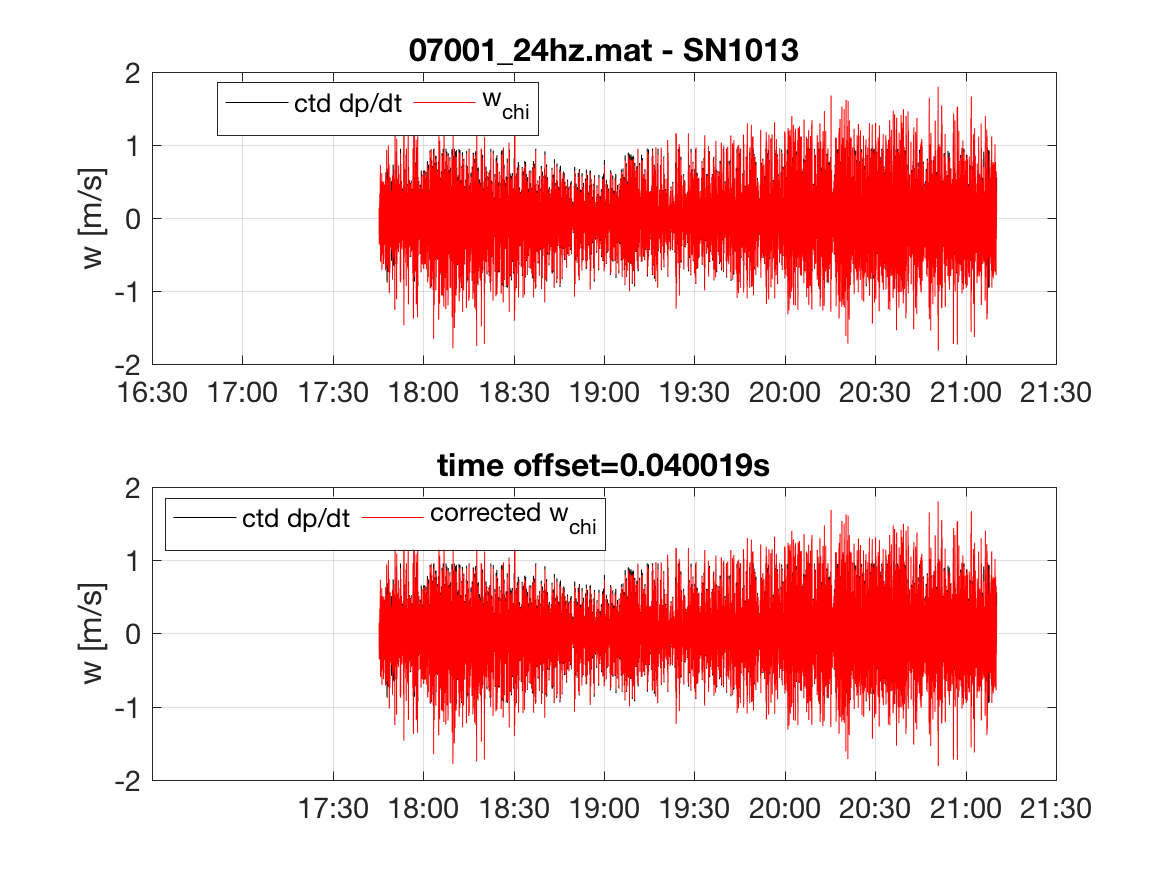 07001_24hz.mat - SN1013
ctd dp/dt w_chi
2
1
0
-1
-2
w [m/s]
16:30 17:00 17:30 18:00 18:30 19:00 19:30 20:00 20:30 21:00 21:30
time offset=0.040019s
ctd dp/dt corrected w_chi
2
1
0
-1
-2
w [m/s]
17:30 18:00 18:30 19:00 19:30 20:00 20:30 21:00 21:30